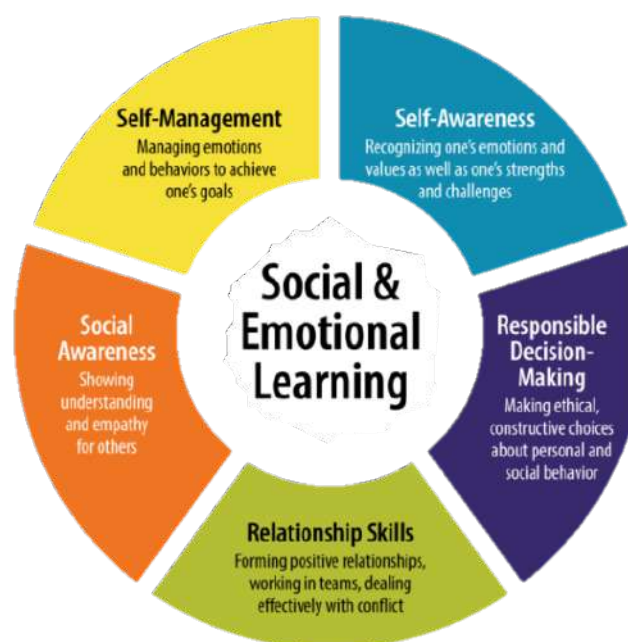 Self-Management
Managing emotions
and behaviors to achieve
one's goals
Self-Awareness
Recognizing one's emotions and
values as well as one's strengths
and challenges
Social &
Emotional
Learning
Social
Awareness
Showing
understanding
and empathy
for others
Responsible
Decision-
Making
Making ethical,
constructive choices
about personal and
social behavior
Relationship Skills
Forming positive relationships,
working in teams, dealing
effectively with conflict